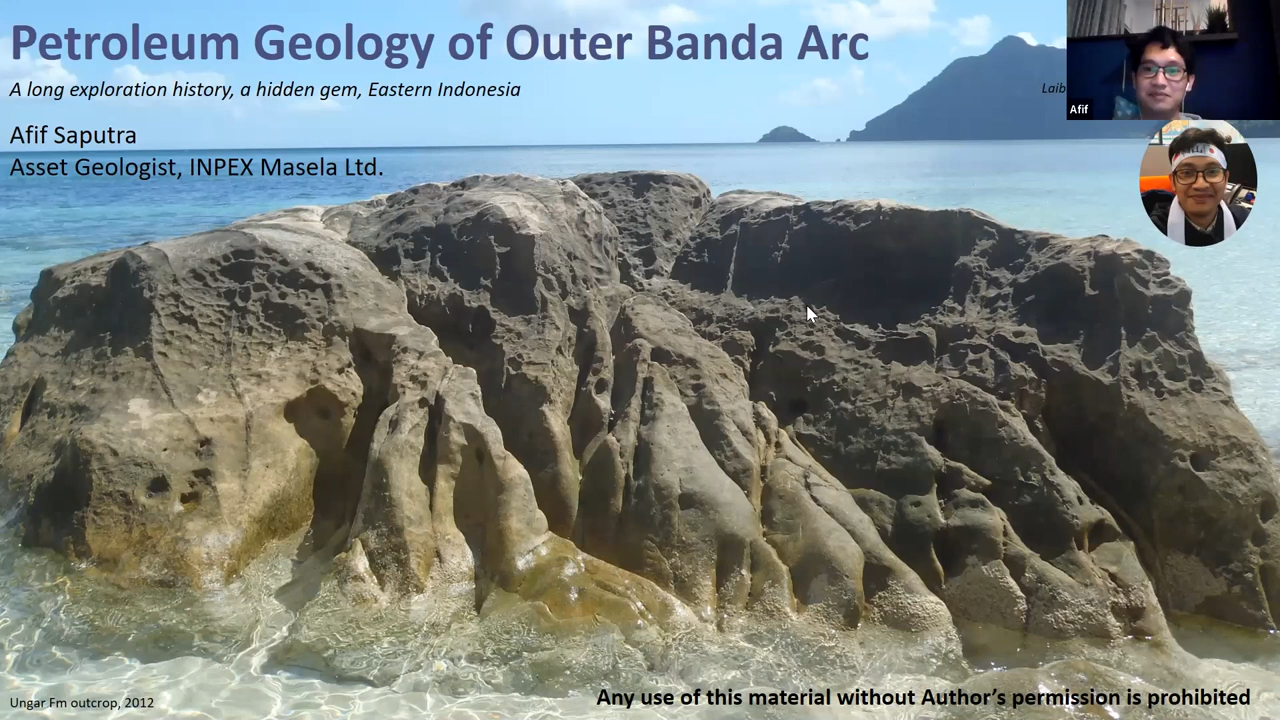 Petroleum Geology of Outer Banda Arc
A long exploration history, a hidden gem, Eastern Indonesia
Laib
Afif Saputra
Asset Geologist, INPEX Masela Ltd.
Afif
Ungar Fm outcrop, 2012
Any use of this material without Author's permission is prohibited